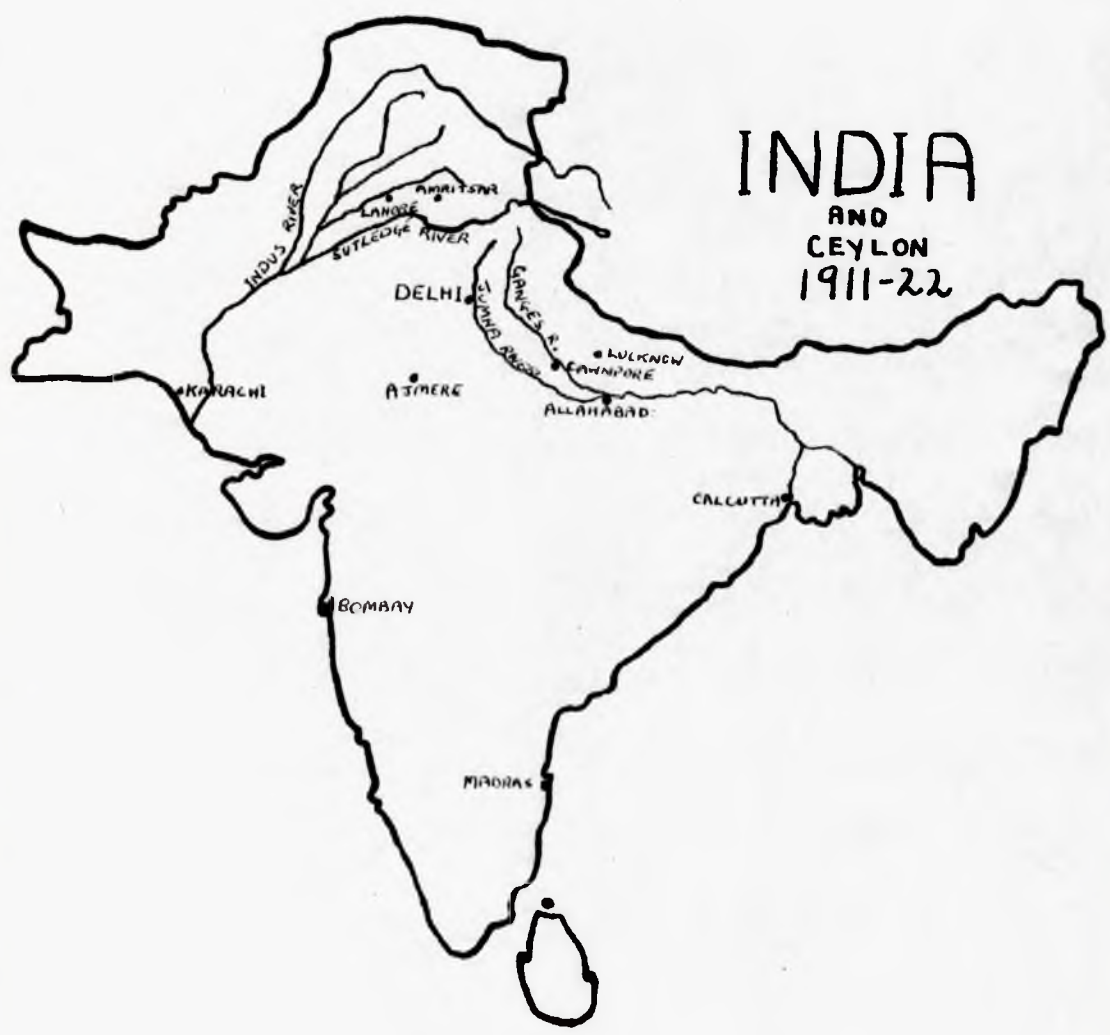 INDIA
AND
CEYLON
1911-22
INDUS RIVER
AMRITSAR
LAHORE
SUTLEDGE RIVER
DELHI
JUMNA RIVER
GANGES R.
LUCKNOW
CAWNPORE
ALLAHABAD
KARACHI
AJMERE
CALCUTTA
BOMBAY
MADRAS